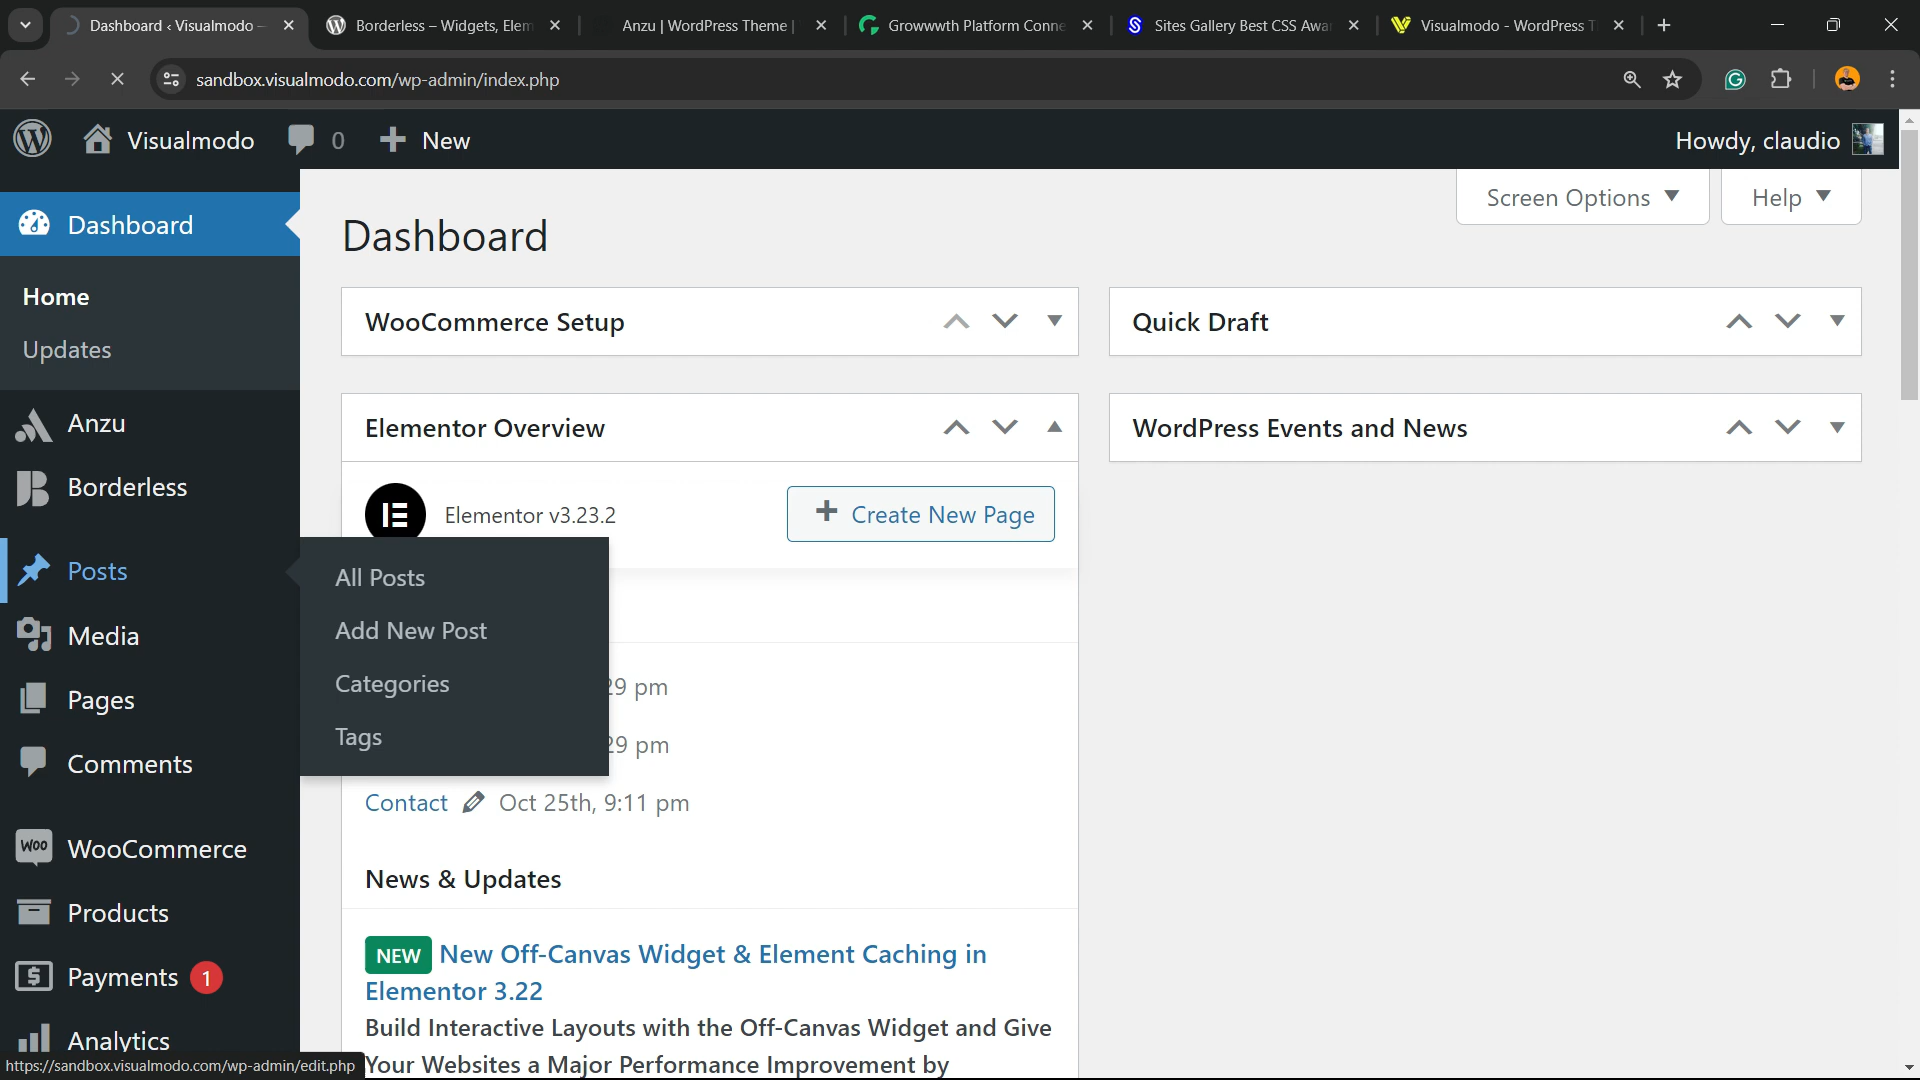 Dashboard ‹ Visualmodo –
Borderless – Widgets, Elem
Anzu | WordPress Theme |
Growwwth Platform Conne
Sites Gallery Best CSS Awar
Visualmodo - WordPress T
sandbox.visualmodo.com/wp-admin/index.php
Visualmodo
0
New
Howdy, claudio
Screen Options
Help
Dashboard
Dashboard
Home
Updates
Anzu
Borderless
Posts
Media
Pages
Comments
Woo
WooCommerce
Products
Payments 1
Analytics
All Posts
Add New Post
Categories
Tags
WooCommerce Setup
Quick Draft
Elementor Overview
WordPress Events and News
Elementor v3.23.2
Create New Page
29 pm
29 pm
Contact Oct 25th, 9:11 pm
News & Updates
NEW New Off-Canvas Widget & Element Caching in
Elementor 3.22
Build Interactive Layouts with the Off-Canvas Widget and Give
Your Websites a Major Performance Improvement by
https://sandbox.visualmodo.com/wp-admin/edit.php